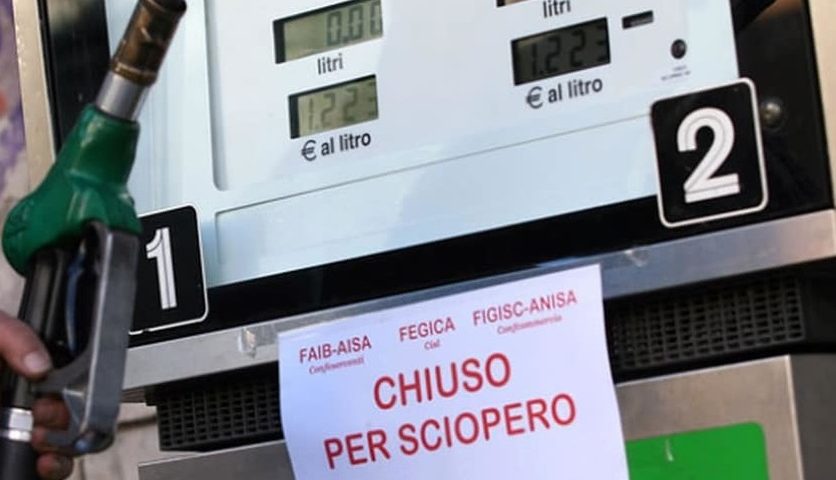 0.00
litri
1.223
€ al litro
litri
1.223
€ al litro
1
2
FAIB-AISA
Confesercenti
FEGICA
Cisl
FIGISC-ANISA
Confcommercio
CHIUSO
PER SCIOPERO